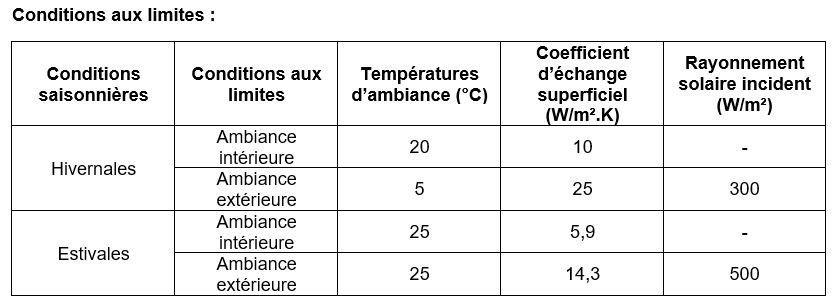 Conditions aux limites :
Conditions
saisonnières
Conditions aux
limites
Températures
d'ambiance (°C)
Coefficient
d'échange
superficiel
(W/m².K)
Rayonnement
solaire incident
(W/m²)
Hivernales
Ambiance
intérieure
20
10
-
Ambiance
extérieure
5
25
300
Estivales
Ambiance
intérieure
25
5,9
-
Ambiance
extérieure
25
14,3
500